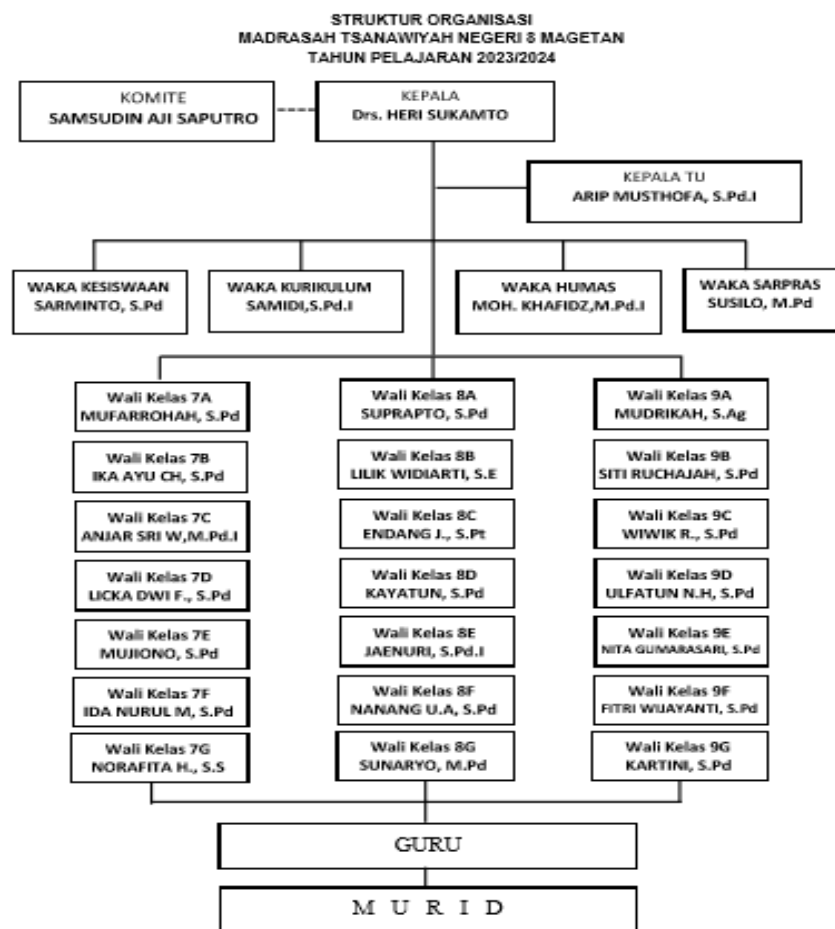 STRUKTUR ORGANISASI
MADRASAH TSANAWIYAH NEGERI 8 MAGETAN
TAHUN PELAJARAN 2023/2024
KOMITE
SAMSUDIN AJI SAPUTRO
KEPALA
Drs. HERI SUKAMTO
KEPALA TU
ARIP MUSTHOFA, S.Pd.I
WAKA KESISWAAN
SARMINTO, S.Pd
WAKA KURIKULUM
SAMIDI,S.Pd.I
WAKA HUMAS
MOH. KHAFIDZ,M.Pd.I
WAKA SARPRAS
SUSILO, M.Pd
Wali Kelas 7A
MUFARROHAH, S.Pd
Wali Kelas 7B
IKA AYU CH, S.Pd
Wali Kelas 7C
ANJAR SRI W,M.Pd.I
Wali Kelas 7D
LICKA DWI F., S.Pd
Wali Kelas 7E
MUJIONO, S.Pd
Wali Kelas 7F
IDA NURUL M, S.Pd
Wali Kelas 7G
NORAFITA H., S.S
Wali Kelas 8A
SUPRAPTO, S.Pd
Wali Kelas 8B
LILIK WIDIARTI, S.E
Wali Kelas 8C
ENDANG J., S.Pt
Wali Kelas 8D
KAYATUN, S.Pd
Wali Kelas 8E
JAENURI, S.Pd.I
Wali Kelas 8F
NANANG U.A, S.Pd
Wali Kelas 8G
SUNARYO, M.Pd
Wali Kelas 9A
MUDRIKAH, S.Ag
Wali Kelas 9B
SITI RUCHAJAH, S.Pd
Wali Kelas 9C
WIWIK R., S.Pd
Wali Kelas 9D
ULFATUN N.H, S.Pd
Wali Kelas 9E
NITA GUMARASARI, S.Pd
Wali Kelas 9F
FITRI WIJAYANTI, S.Pd
Wali Kelas 9G
KARTINI, S.Pd
GURU
M U R I D